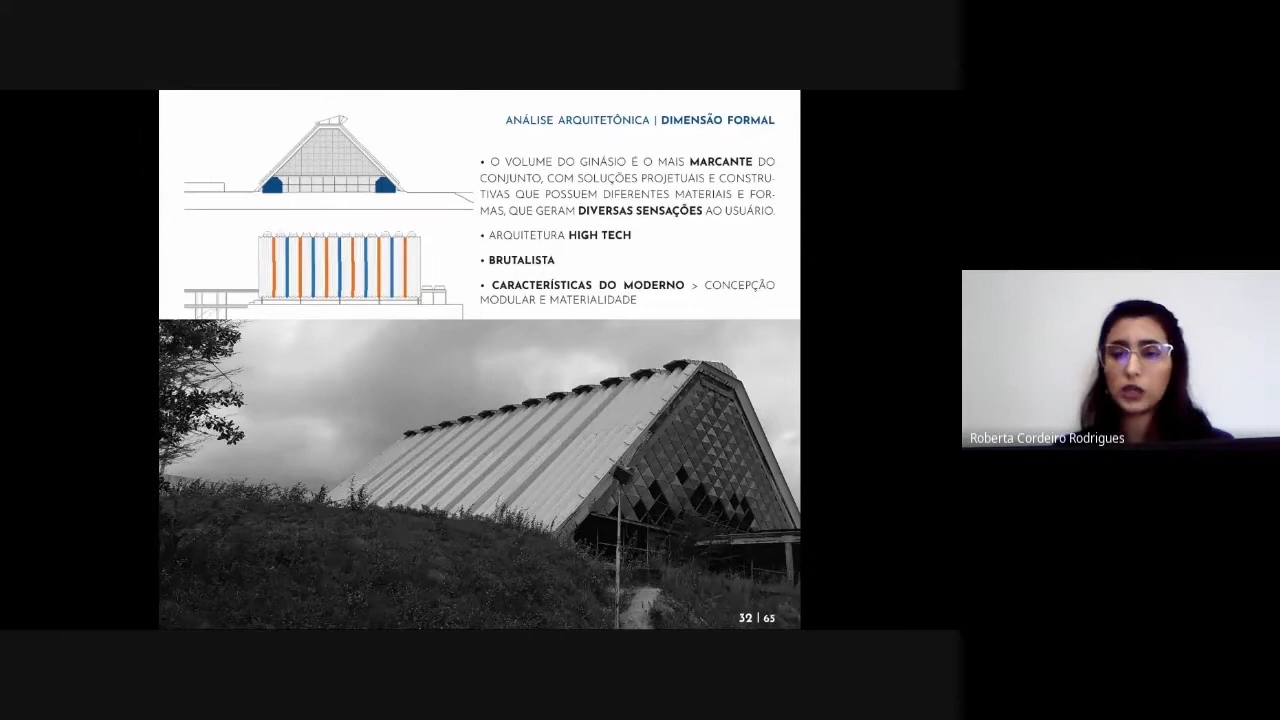 ANÁLISE ARQUITETÔNICA | DIMENSÃO FORMAL
• O VOLUME DO GINÁSIO É O MAIS MARCANTE DO
CONJUNTO, COM SOLUÇÕES PROJETUAIS E CONSTRU-
TIVAS QUE POSSUEM DIFERENTES MATERIAIS E FOR-
MAS, QUE GERAM DIVERSAS SENSAÇÕES AO USUÁRIO.
• ARQUITETURA HIGH TECH
• BRUTALISTA
• CARACTERÍSTICAS DO MODERNO > CONCEPÇÃO
MODULAR E MATERIALIDADE
32 | 65
Roberta Cordeiro Rodrigues